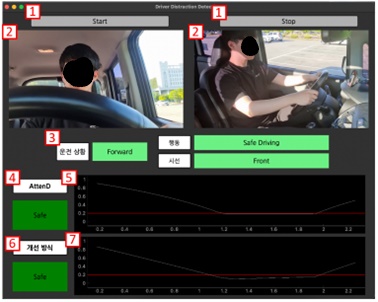 Driver Distraction Detec
1
1
Start
Stop
2
2
3
운전 상황
Forward
행동
Safe Driving
시선
Front
4
5
AttenD
Safe
1
0.8
0.6
0.4
0.2
0
0.2 0.4 0.6 0.8 1.0 1.2 1.4 1.6 1.8 2.0 2.2
6
7
개선 방식
Safe
1
0.8
0.6
0.4
0.2
0
0.2 0.4 0.6 0.8 1.0 1.2 1.4 1.6 1.8 2.0 2.2